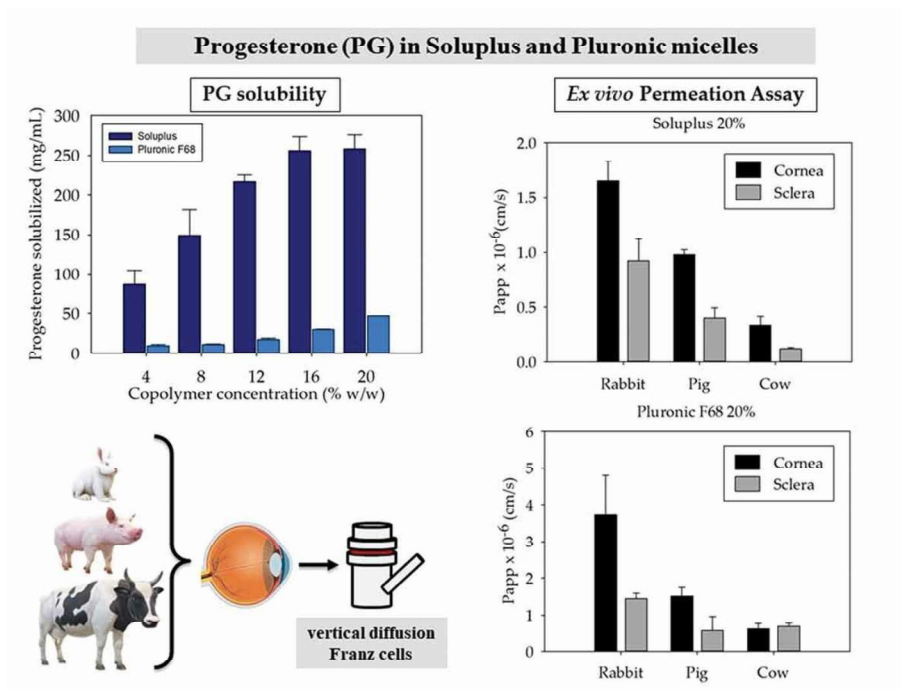 Progesterone (PG) in Soluplus and Pluronic micelles
PG solubility
Progesterone solubilized (mg/mL)
300
250
200
150
100
50
0
Soluplus
Pluronic F68
4 8 12 16 20
Copolymer concentration (% w/w)
Ex vivo Permeation Assay
Soluplus 20%
Papp x 10-6(cm/s)
2.0
1.5
1.0
0.5
0.0
Cornea
Sclera
Rabbit Pig Cow
Pluronic F68 20%
Papp x 10-6 (cm/s)
6
5
4
3
2
1
0
Cornea
Sclera
Rabbit Pig Cow
vertical diffusion
Franz cells